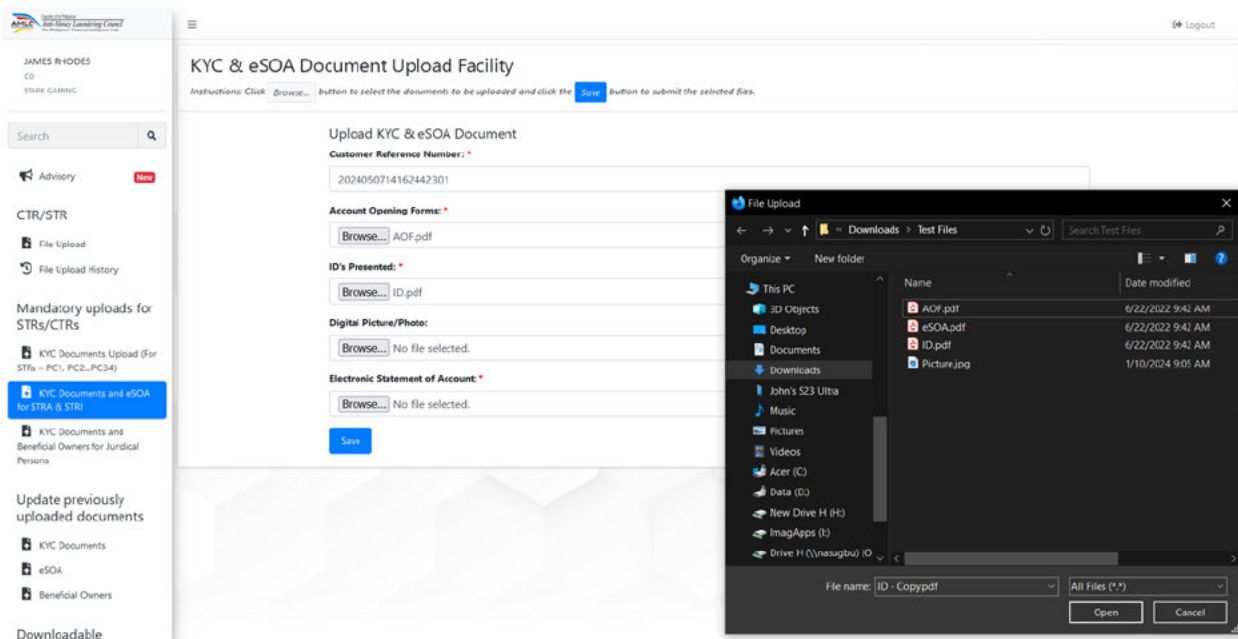 AMLC
Anti-Money Laundering Council
Logout
JAMES RHODES
CO
STARK GAMING
Search
Advisory
New
CTR/STR
File Upload
File Upload History
Mandatory uploads for
STRs/CTRs
KYC Documents Upload (For
STRs – PC1, PC2...PC34)
KYC Documents and eSOA
for STRA & STRI
KYC Documents and
Beneficial Owners for Juridical
Persons
Update previously
uploaded documents
KYC Documents
eSOA
Beneficial Owners
Downloadable
KYC & eSOA Document Upload Facility
Instructions: Click Browse... button to select the documents to be uploaded and click the Save button to submit the selected files.
Upload KYC & eSOA Document
Customer Reference Number: *
2024050714162442301
Account Opening Forms: *
Browse... AOF.pdf
ID's Presented: *
Browse... ID.pdf
Digital Picture/Photo:
Browse... No file selected.
Electronic Statement of Account: *
Browse... No file selected.
Save
File Upload
« Downloads > Test Files
Search Test Files
Organize
New folder
This PC
3D Objects
Desktop
Documents
Downloads
John's S23 Ultra
Music
Pictures
Videos
Acer (C)
Data (D:)
New Drive H (H:)
ImagApps (I:)
Drive H (\\nasugbu) (O
Name
Date modified
AOF.pdf 6/22/2022 9:42 AM
eSOA.pdf 6/22/2022 9:42 AM
ID.pdf 6/22/2022 9:42 AM
Picture.jpg 1/10/2024 9:05 AM
File name: ID - Copy.pdf
All Files (*.*)
Open
Cancel